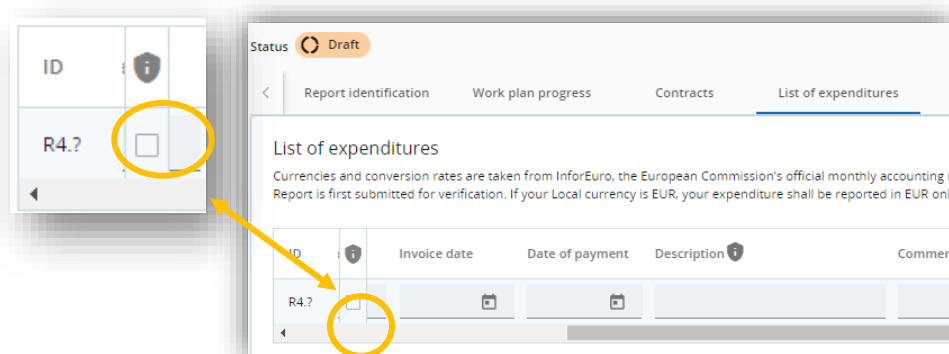 ID
R4.?
Status Draft
Report identification Work plan progress Contracts List of expenditures
List of expenditures
Currencies and conversion rates are taken from InforEuro, the European Commission's official monthly accounting
Report is first submitted for verification. If your Local currency is EUR, your expenditure shall be reported in EUR
ID Invoice date Date of payment Description
R4.?